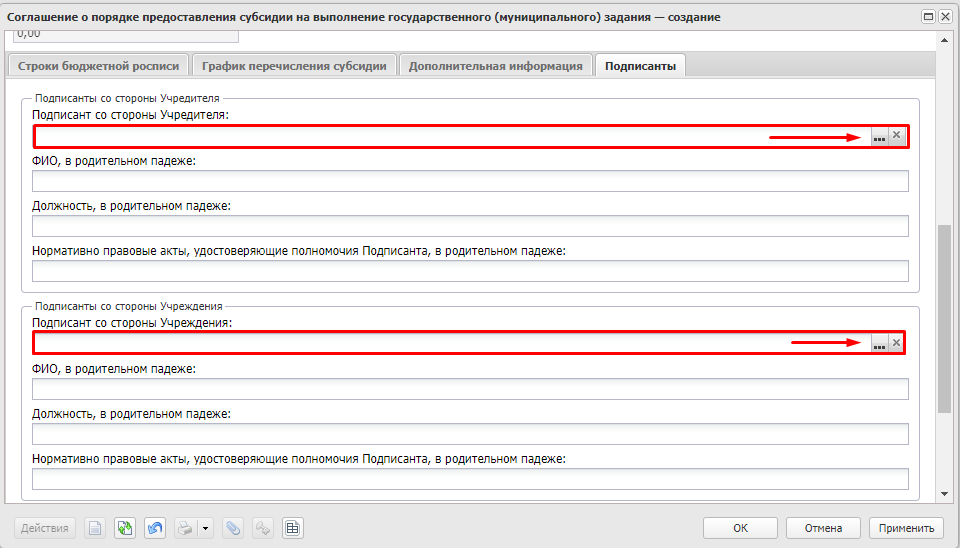 Соглашение о порядке предоставления субсидии на выполнение государственного (муниципального) задания — создание
0,00
Строки бюджетной росписи График перечисления субсидии Дополнительная информация Подписанты
Подписанты со стороны Учредителя
Подписант со стороны Учредителя:
ФИО, в родительном падеже:
Должность, в родительном падеже:
Нормативно правовые акты, удостоверяющие полномочия Подписанта, в родительном падеже:
Подписанты со стороны Учреждения
Подписант со стороны Учреждения:
ФИО, в родительном падеже:
Должность, в родительном падеже:
Нормативно правовые акты, удостоверяющие полномочия Подписанта, в родительном падеже:
Действия ОК Отмена Применить